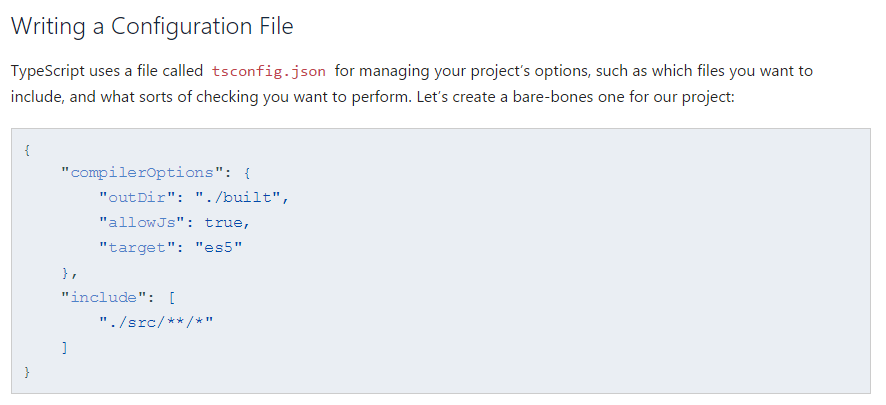 Writing a Configuration File
TypeScript uses a file called tsconfig.json for managing your project’s options, such as which files you want to
include, and what sorts of checking you want to perform. Let’s create a bare-bones one for our project:
{
    "compilerOptions": {
        "outDir": "./built",
        "allowJs": true,
        "target": "es5"
    },
    "include": [
        "./src/**/*"
    ]
}